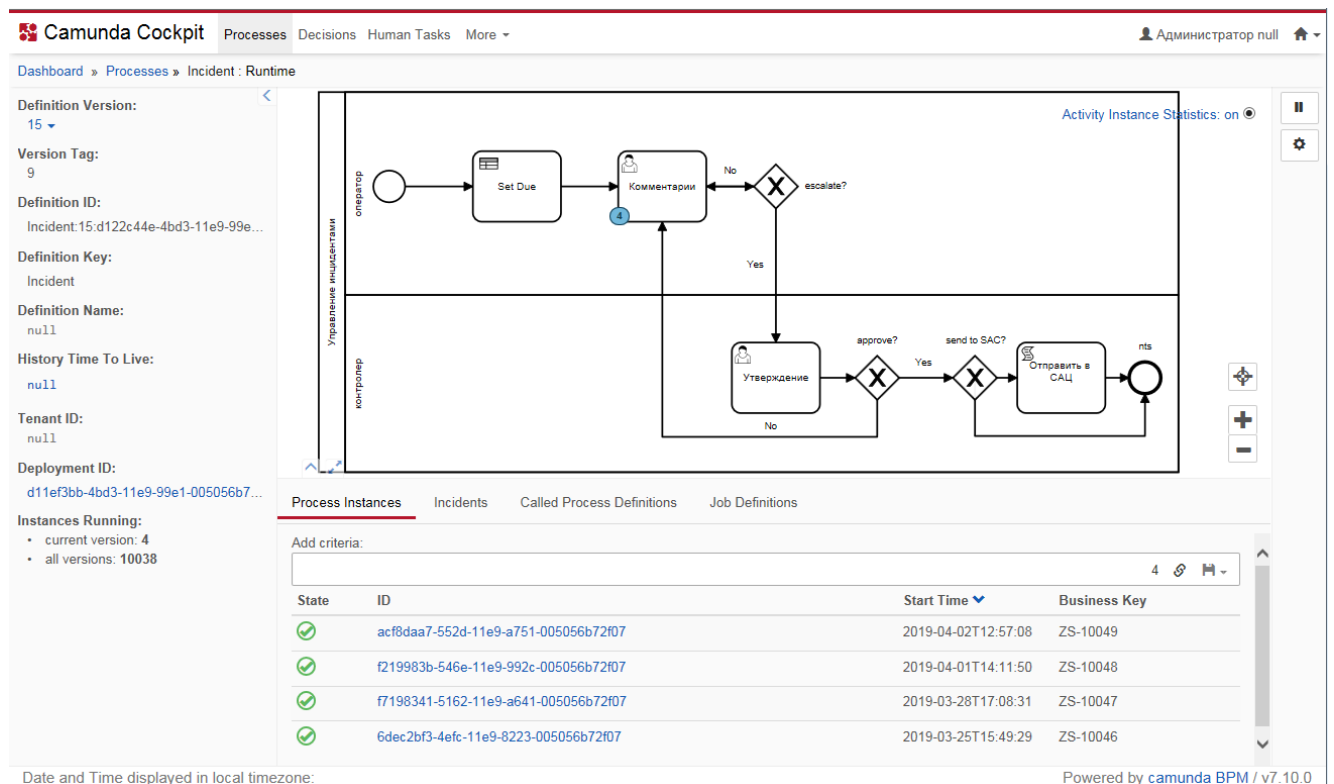 Camunda Cockpit Processes Decisions Human Tasks More Администратор null
Dashboard » Processes » Incident : Runtime
Definition Version:
15
Version Tag:
9
Definition ID:
Incident:15:d122c44e-4bd3-11e9-99e...
Definition Key:
Incident
Definition Name:
null
History Time To Live:
null
Tenant ID:
null
Deployment ID:
d11ef3bb-4bd3-11e9-99e1-005056b7...
Instances Running:
• current version: 4
• all versions: 10038
Activity Instance Statistics: on
Управление инцидентами
оператор
Set Due
Комментарии
4
No
escalate?
Yes
контролер
Утверждение
approve?
Yes
No
send to SAC?
Отправить в
САЦ
nts
Process Instances Incidents Called Process Definitions Job Definitions
Add criteria:
4
State ID Start Time Business Key
acf8daa7-552d-11e9-a751-005056b72f07 2019-04-02T12:57:08 ZS-10049
f219983b-546e-11e9-992c-005056b72f07 2019-04-01T14:11:50 ZS-10048
f7198341-5162-11e9-a641-005056b72f07 2019-03-28T17:08:31 ZS-10047
6dec2bf3-4efc-11e9-8223-005056b72f07 2019-03-25T15:49:29 ZS-10046
Date and Time displayed in local timezone: Powered by camunda BPM / v7.10.0